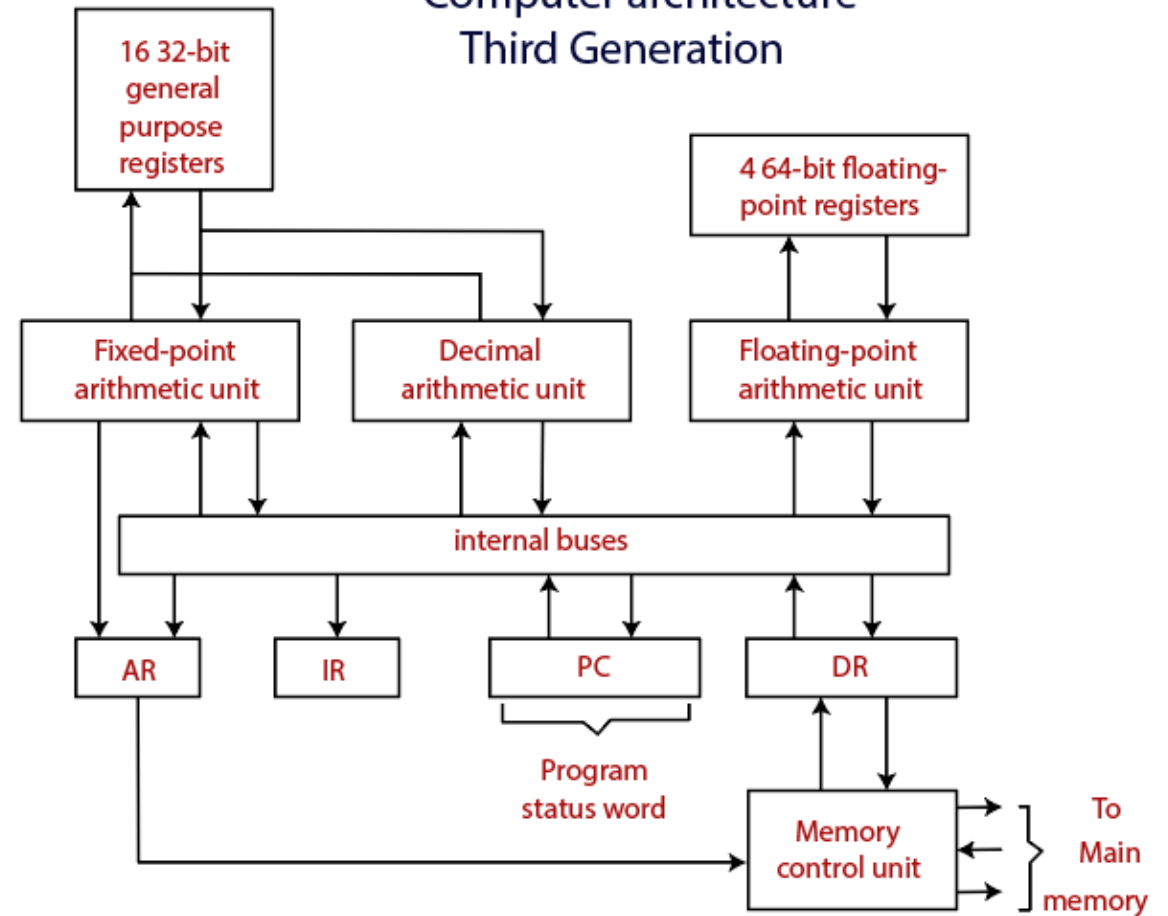 Computer architecture
Third Generation
16 32-bit
general
purpose
registers
4 64-bit floating-
point registers
Fixed-point
arithmetic unit
Decimal
arithmetic unit
Floating-point
arithmetic unit
internal buses
AR
IR
PC
DR
Program
status word
Memory
control unit
To
Main
memory